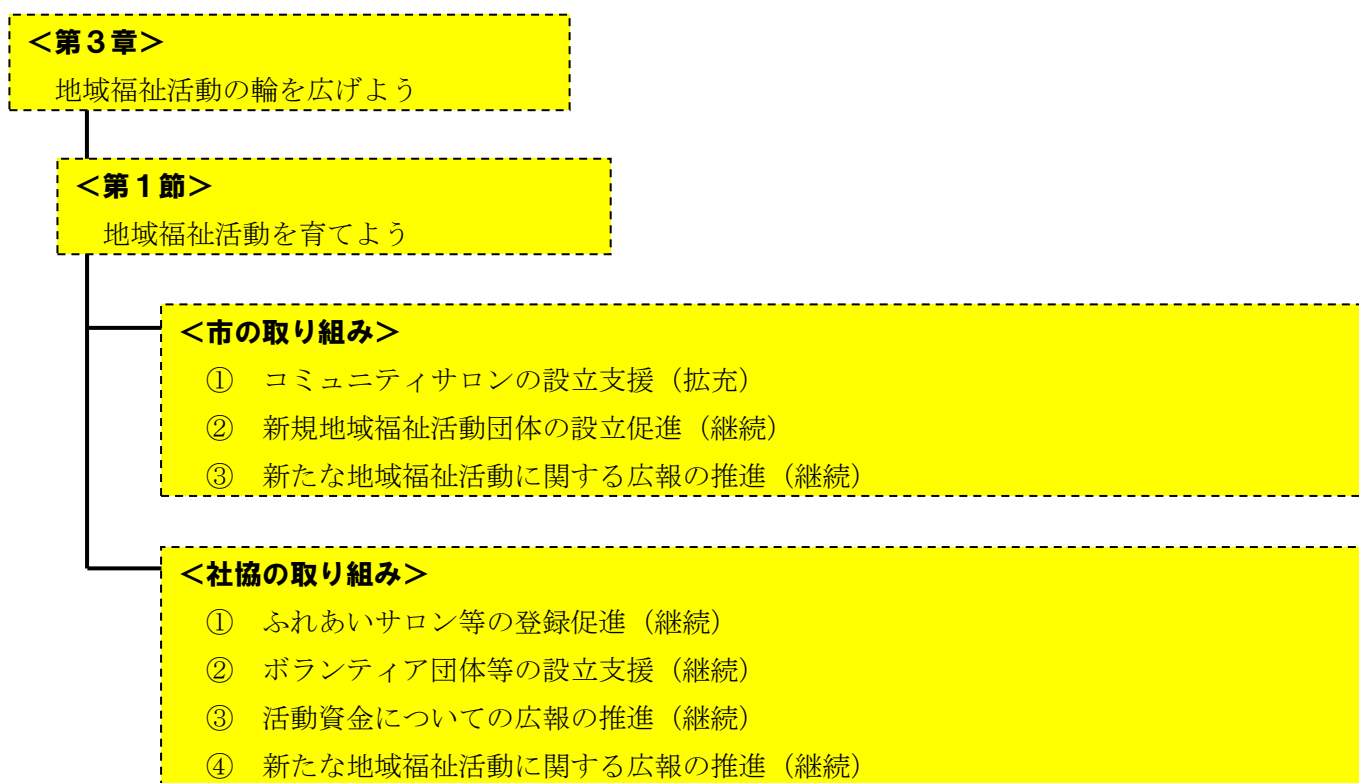 ＜第３章＞
地域福祉活動の輪を広げよう
＜第１節＞
地域福祉活動を育てよう
＜市の取り組み＞
①　コミュニティサロンの設立支援（拡充）
②　新規地域福祉活動団体の設立促進（継続）
③　新たな地域福祉活動に関する広報の推進（継続）
＜社協の取り組み＞
①　ふれあいサロン等の登録促進（継続）
②　ボランティア団体等の設立支援（継続）
③　活動資金についての広報の推進（継続）
④　新たな地域福祉活動に関する広報の推進（継続）